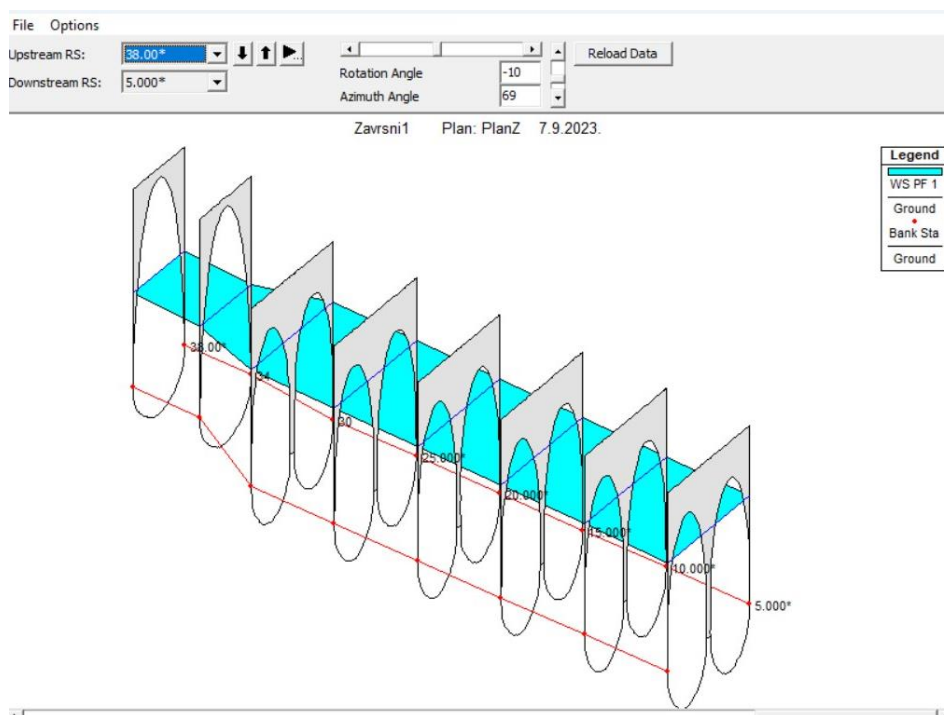 File Options
Upstream RS: 38.00*
Downstream RS: 5.000*
Rotation Angle -10
Azimuth Angle 69
Reload Data
Zavrsni1 Plan: PlanZ 7.9.2023.
Legend
WS PF 1
Ground
Bank Sta
Ground
38.00*
34
30
25.000*
20.000*
15.000*
10.000*
5.000*